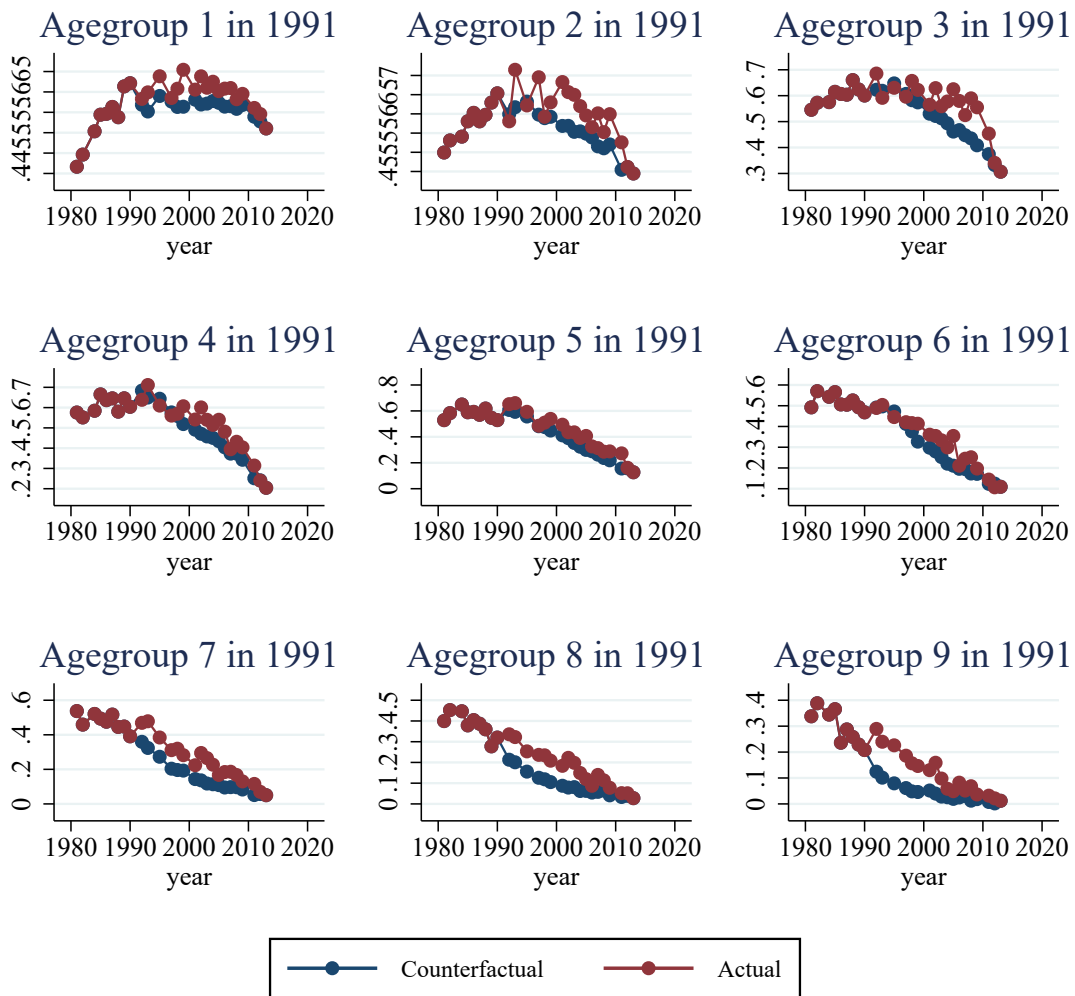 Agegroup 1 in 1991
1980 1990 2000 2010 2020
year
Agegroup 2 in 1991
1980 1990 2000 2010 2020
year
Agegroup 3 in 1991
.3 .4 .5 .6 .7
1980 1990 2000 2010 2020
year
Agegroup 4 in 1991
.2 .3 .4 .5 .6 .7
1980 1990 2000 2010 2020
year
Agegroup 5 in 1991
0 .2 .4 .6 .8
1980 1990 2000 2010 2020
year
Agegroup 6 in 1991
.1 .2 .3 .4 .5 .6
1980 1990 2000 2010 2020
year
Agegroup 7 in 1991
0 .2 .4 .6
1980 1990 2000 2010 2020
year
Agegroup 8 in 1991
0 .1 .2 .3 .4 .5
1980 1990 2000 2010 2020
year
Agegroup 9 in 1991
0 .1 .2 .3 .4
1980 1990 2000 2010 2020
year
Counterfactual Actual